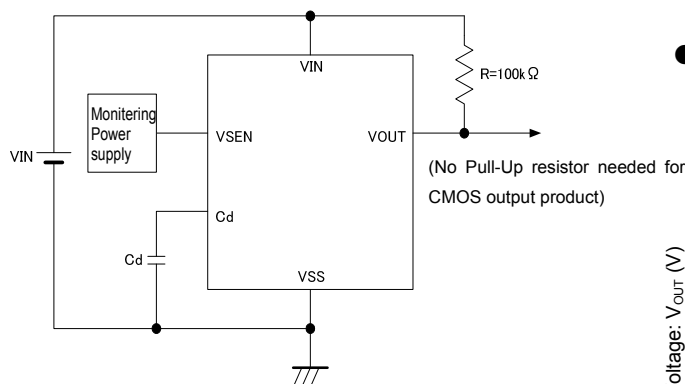 VIN
R=100kΩ
Monitering
Power
supply
VSEN
VOUT
VIN
(No Pull-Up resistor needed for
CMOS output product)
Cd
Cd
VSS
oltage: VOUT (V)